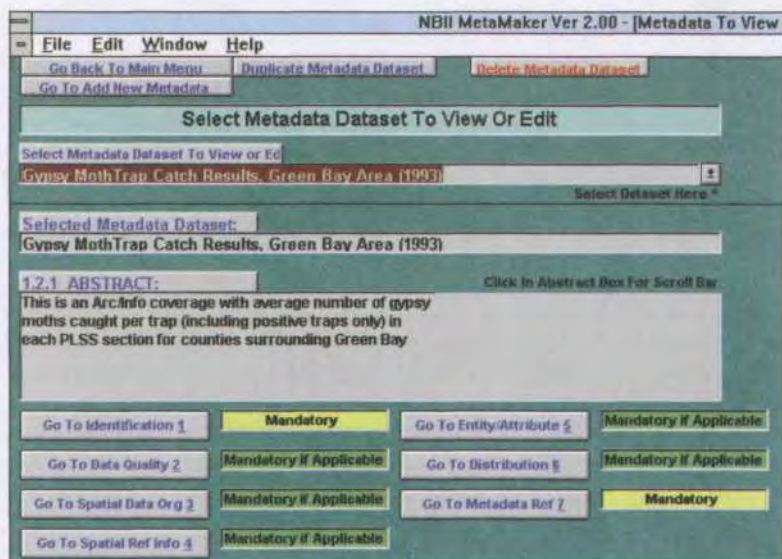 NBII MetaMaker Ver 2.00 - [Metadata To View
File Edit Window Help
Go Back To Main Menu Duplicate Metadata Dataset Delete Metadata Dataset
Go To Add New Metadata
Select Metadata Dataset To View Or Edit
Select Metadata Dataset To View or Ed
Gypsy MothTrap Catch Results, Green Bay Area (1993)
Select Dataset Here ^
Selected Metadata Dataset:
Gypsy MothTrap Catch Results, Green Bay Area (1993)
1.2.1 ABSTRACT: Click In Abstract Box For Scroll Bar
This is an Arc/Info coverage with average number of gypsy
moths caught per trap (including positive traps only) in
each PLSS section for counties surrounding Green Bay
Go To Identification 1 Mandatory Go To Entity/Attribute 5 Mandatory If Applicable
Go To Data Quality 2 Mandatory If Applicable Go To Distribution 6 Mandatory If Applicable
Go To Spatial Data Org 3 Mandatory If Applicable Go To Metadata Ref 7 Mandatory
Go To Spatial Ref Info 4 Mandatory If Applicable